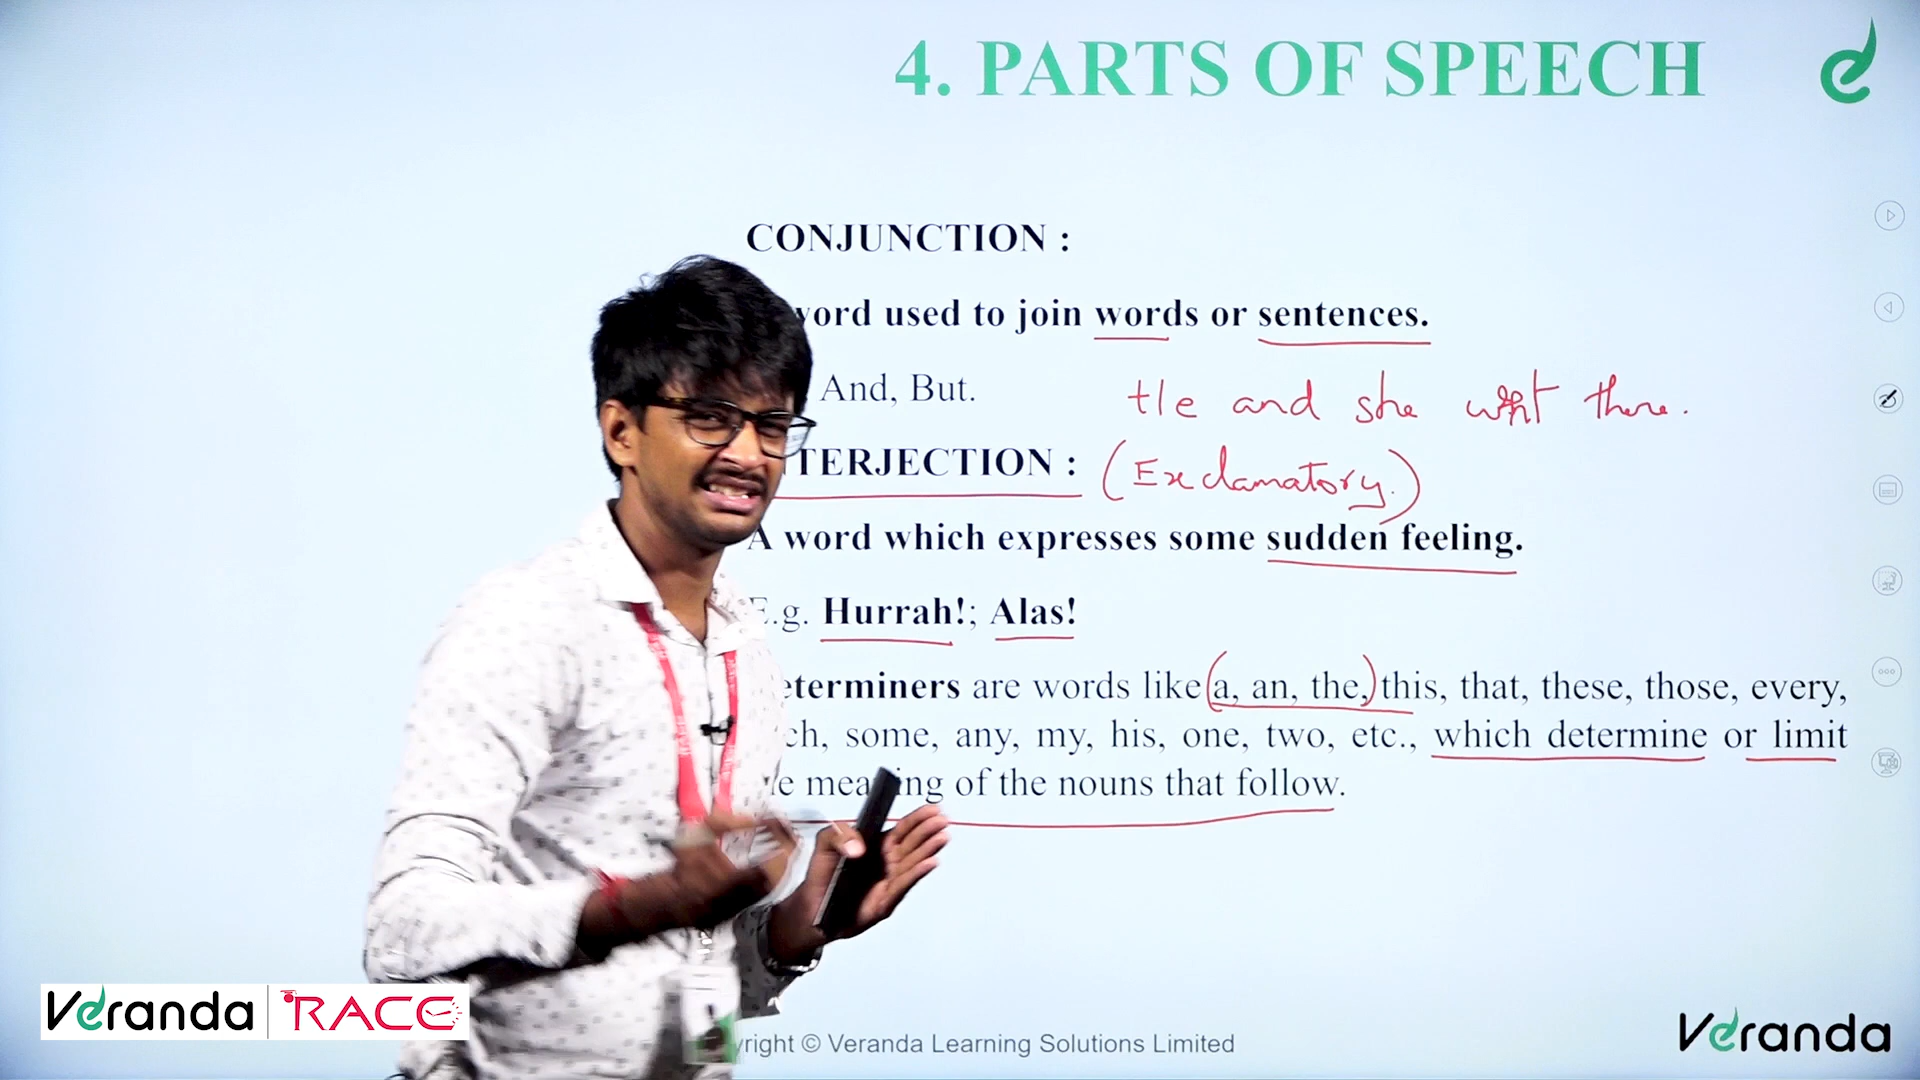 4. PARTS OF SPEECH
CONJUNCTION :
word used to join words or sentences.
And, But.
He and she went there.
TERJECTION :
(Exclamatory.)
A word which expresses some sudden feeling.
E.g. Hurrah!; Alas!
eterminers are words like (a, an, the,) this, that, these, those, every,
ch, some, any, my, his, one, two, etc., which determine or limit
of the nouns that follow.
Veranda RACE
right © Veranda Learning Solutions Limited
Veranda